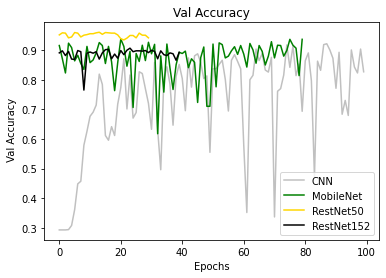 Val Accuracy
Val Accuracy
0.9
0.8
0.7
0.6
0.5
0.4
0.3
CNN
MobileNet
RestNet50
RestNet152
0 20 40 60 80 100
Epochs